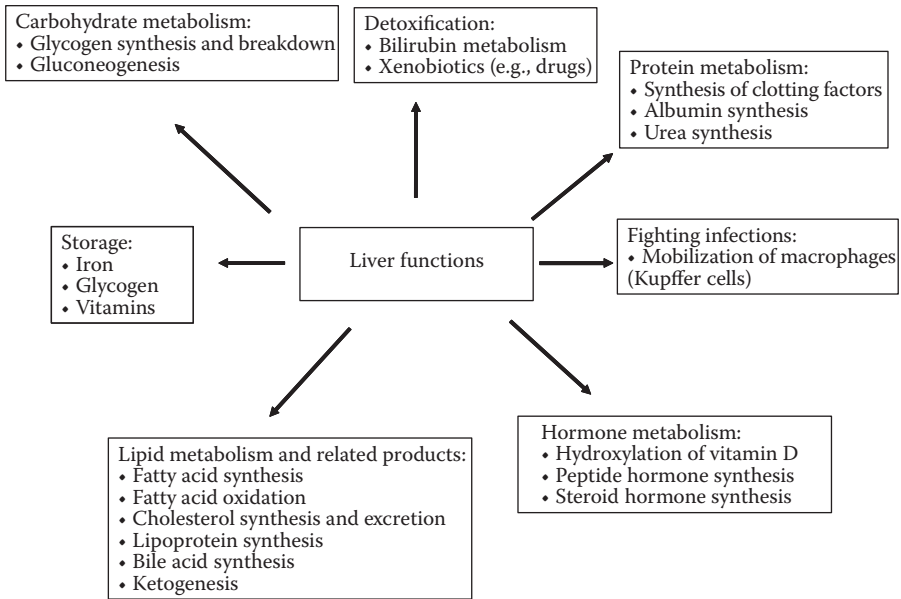 Carbohydrate metabolism:
• Glycogen synthesis and breakdown
• Gluconeogenesis
Detoxification:
• Bilirubin metabolism
• Xenobiotics (e.g., drugs)
Protein metabolism:
• Synthesis of clotting factors
• Albumin synthesis
• Urea synthesis
Storage:
• Iron
• Glycogen
• Vitamins
Liver functions
Fighting infections:
• Mobilization of macrophages
(Kupffer cells)
Lipid metabolism and related products:
• Fatty acid synthesis
• Fatty acid oxidation
• Cholesterol synthesis and excretion
• Lipoprotein synthesis
• Bile acid synthesis
• Ketogenesis
Hormone metabolism:
• Hydroxylation of vitamin D
• Peptide hormone synthesis
• Steroid hormone synthesis